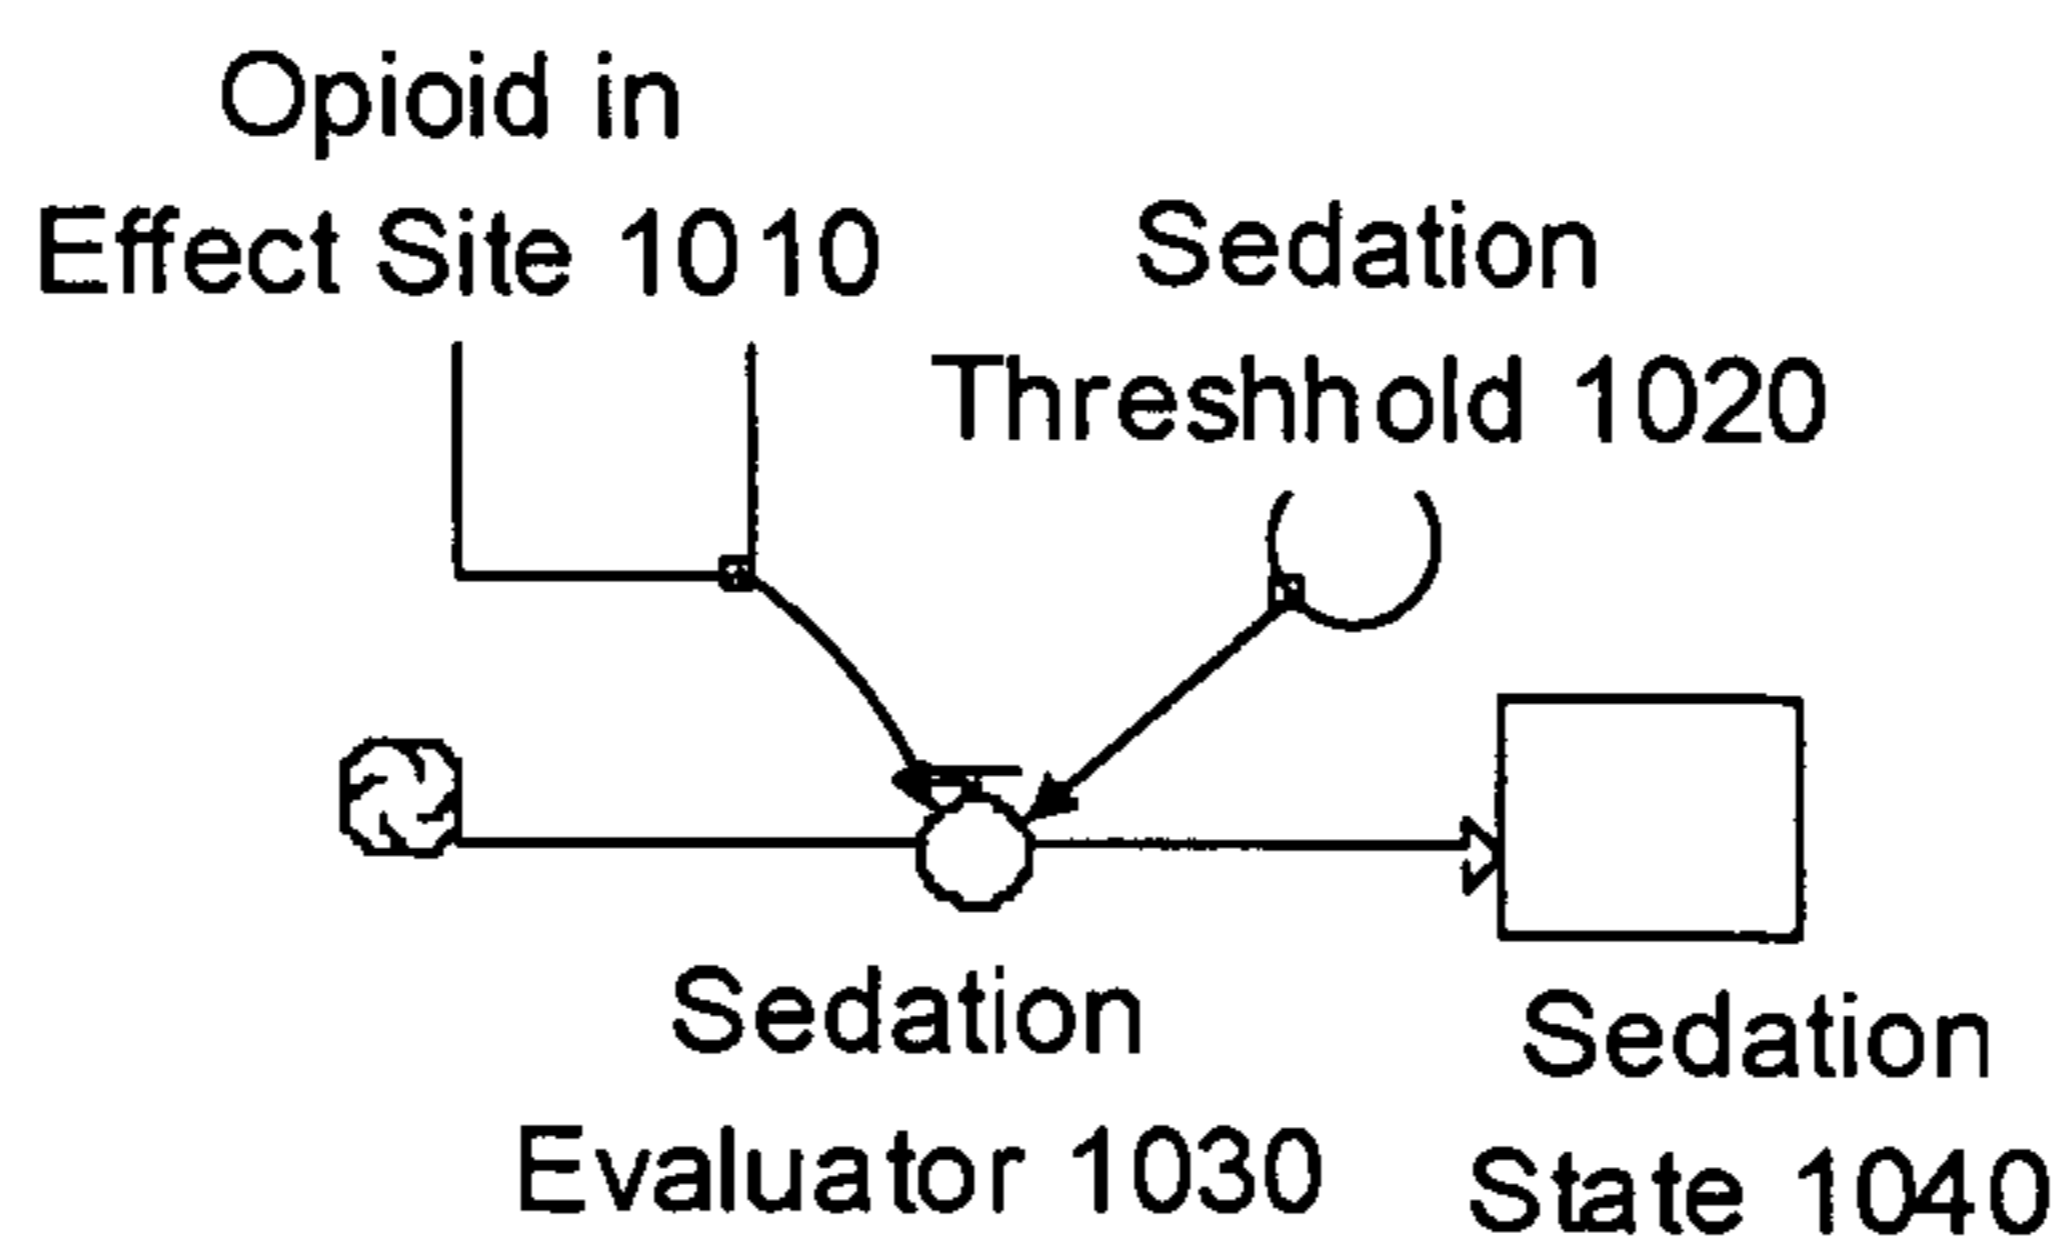 Opioid in
Effect Site 1010
Sedation
Threshhold 1020
Sedation
Evaluator 1030
Sedation
State 1040